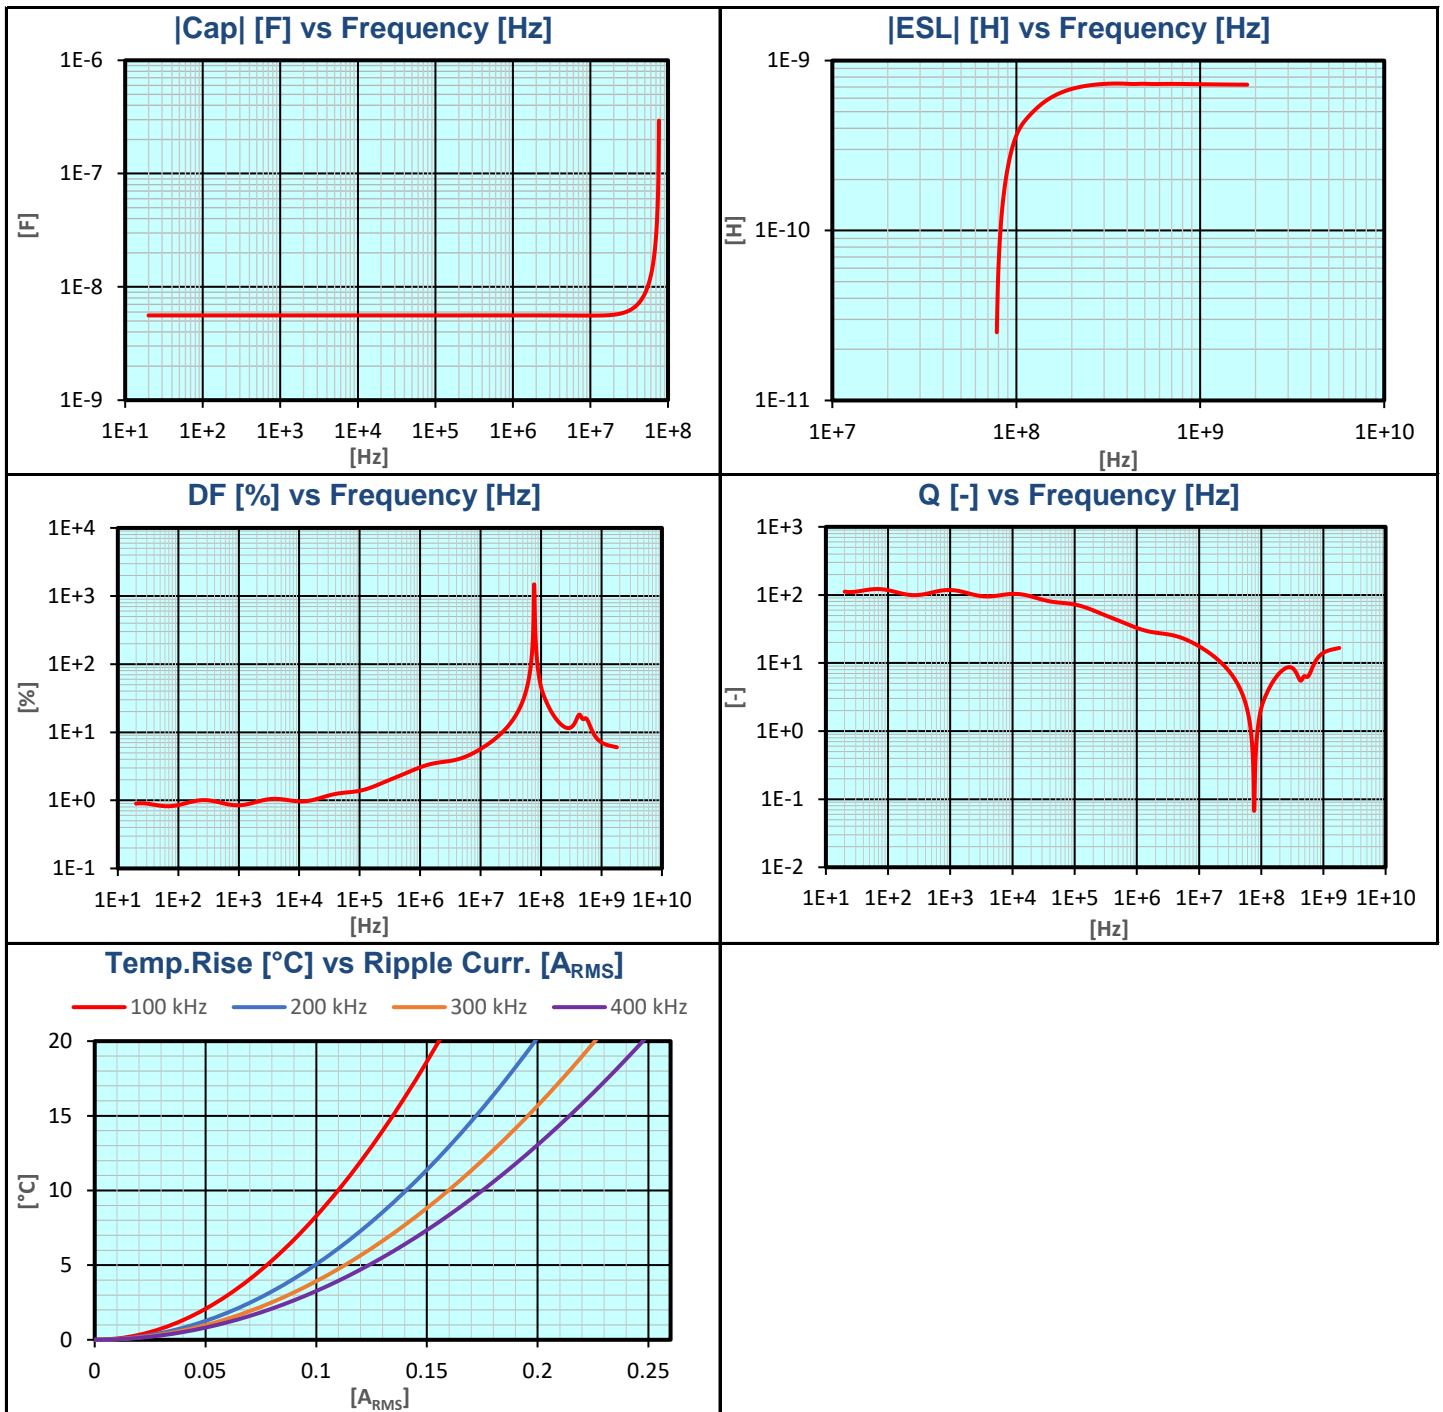 |Cap| [F] vs Frequency [Hz]
1E-6
1E-7
1E-8
1E-9
[F]
1E+1 1E+2 1E+3 1E+4 1E+5 1E+6 1E+7 1E+8
[Hz]
|ESL| [H] vs Frequency [Hz]
1E-9
1E-10
1E-11
[H]
1E+7 1E+8 1E+9 1E+10
[Hz]
DF [%] vs Frequency [Hz]
1E+4
1E+3
1E+2
1E+1
1E+0
1E-1
[%]
1E+1 1E+2 1E+3 1E+4 1E+5 1E+6 1E+7 1E+8 1E+9 1E+10
[Hz]
Q [-] vs Frequency [Hz]
1E+3
1E+2
1E+1
1E+0
1E-1
1E-2
[-]
1E+1 1E+2 1E+3 1E+4 1E+5 1E+6 1E+7 1E+8 1E+9 1E+10
[Hz]
Temp.Rise [°C] vs Ripple Curr. [ARMS]
100 kHz 200 kHz 300 kHz 400 kHz
20
15
10
5
0
[°C]
0 0.05 0.1 0.15 0.2 0.25
[ARMS]